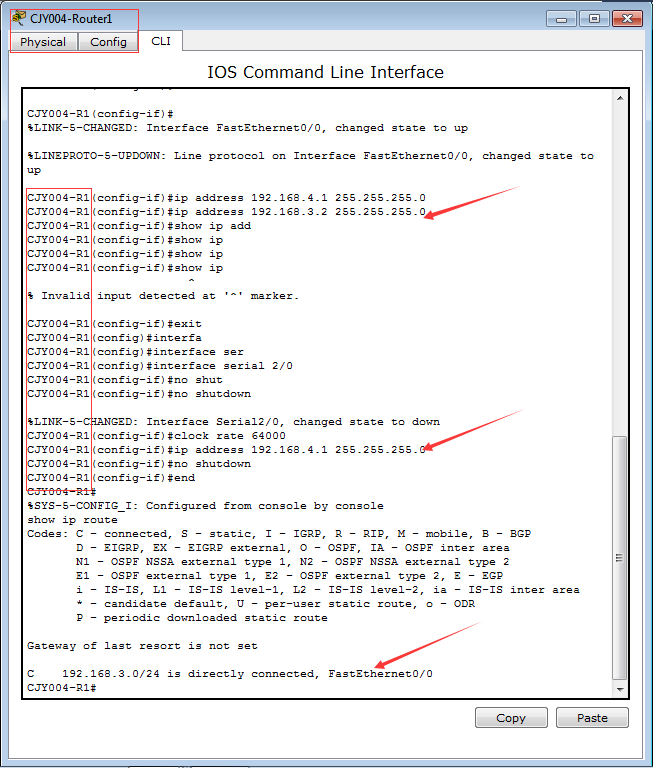 CJY004-Router1
Physical Config CLI
IOS Command Line Interface
CJY004-R1(config-if)#
%LINK-5-CHANGED: Interface FastEthernet0/0, changed state to up
%LINEPROTO-5-UPDOWN: Line protocol on Interface FastEthernet0/0, changed state to
up
CJY004-R1(config-if)#ip address 192.168.4.1 255.255.255.0
CJY004-R1(config-if)#ip address 192.168.3.2 255.255.255.0
CJY004-R1(config-if)#show ip add
CJY004-R1(config-if)#show ip
CJY004-R1(config-if)#show ip
CJY004-R1(config-if)#show ip
^
% Invalid input detected at '^' marker.
CJY004-R1(config-if)#exit
CJY004-R1(config)#interfa
CJY004-R1(config)#interface ser
CJY004-R1(config)#interface serial 2/0
CJY004-R1(config-if)#no shut
CJY004-R1(config-if)#no shutdown
%LINK-5-CHANGED: Interface Serial2/0, changed state to down
CJY004-R1(config-if)#clock rate 64000
CJY004-R1(config-if)#ip address 192.168.4.1 255.255.255.0
CJY004-R1(config-if)#no shutdown
CJY004-R1(config-if)#end
CJY004-R1#
%SYS-5-CONFIG_I: Configured from console by console
show ip route
Codes: C - connected, S - static, I - IGRP, R - RIP, M - mobile, B - BGP
D - EIGRP, EX - EIGRP external, O - OSPF, IA - OSPF inter area
N1 - OSPF NSSA external type 1, N2 - OSPF NSSA external type 2
E1 - OSPF external type 1, E2 - OSPF external type 2, E - EGP
i - IS-IS, L1 - IS-IS level-1, L2 - IS-IS level-2, ia - IS-IS inter area
* - candidate default, U - per-user static route, o - ODR
P - periodic downloaded static route
Gateway of last resort is not set
C 192.168.3.0/24 is directly connected, FastEthernet0/0
CJY004-R1#
Copy Paste